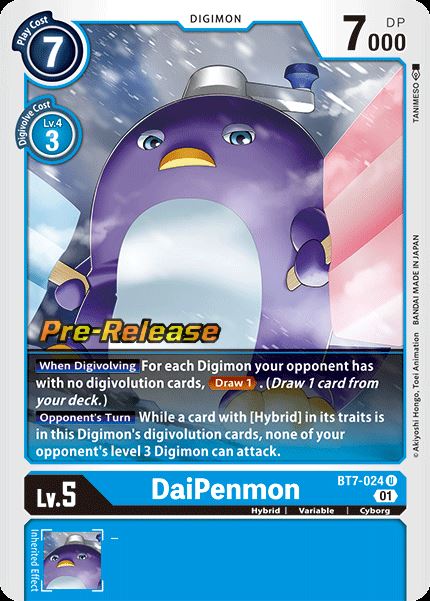 DIGIMON
Play Cost
7
7000
DP
Digivolve Cost
Lv.4
3
TANIMESO
BANDAI MADE IN JAPAN
© Akiyoshi Hongo, Toei Animation
Pre-Release
When Digivolving For each Digimon your opponent has
with no digivolution cards, Draw 1 . (Draw 1 card from
your deck.)
Opponent's Turn While a card with [Hybrid] in its traits is
in this Digimon's digivolution cards, none of your
opponent's level 3 Digimon can attack.
Lv.5
DaiPenmon
BT7-024 U
01
Hybrid | Variable | Cyborg
Inherited Effect
–